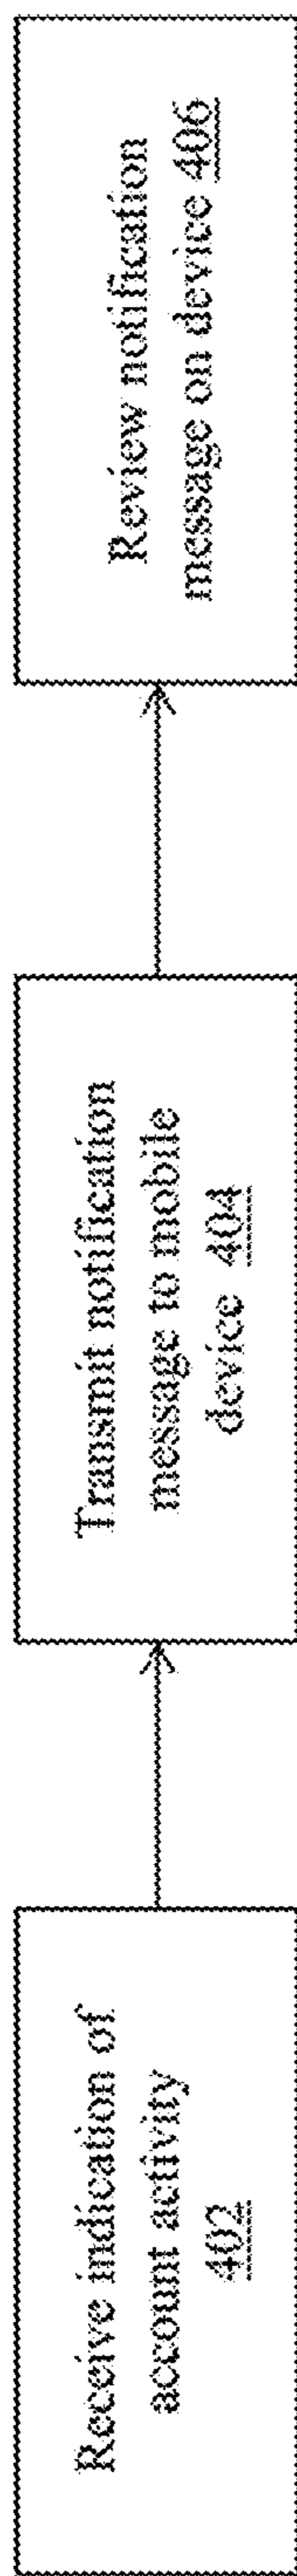 Receive indication of
account activity
402
Transmit notification
message to mobile
device 404
Review notification
message on device 406